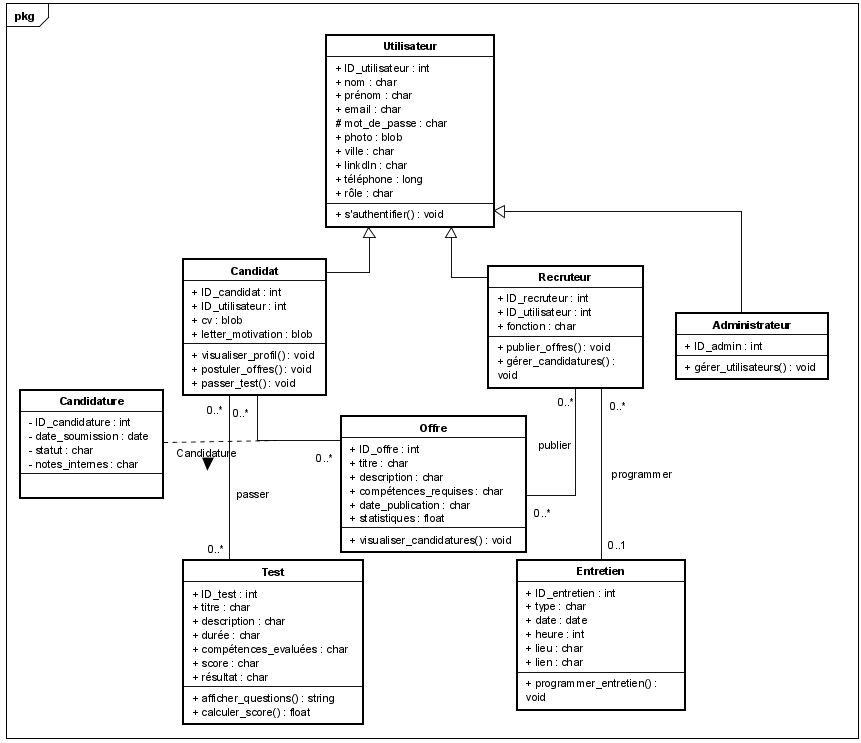 pkg
Utilisateur
+ ID_utilisateur : int
+ nom : char
+ prénom : char
+ email : char
# mot_de_passe : char
+ photo : blob
+ ville : char
+ linkdIn : char
+ téléphone : long
+ rôle : char
+ s'authentifier() : void
Candidat
+ ID_candidat : int
+ ID_utilisateur : int
+ cv : blob
+ letter_motivation : blob
+ visualiser_profil() : void
+ postuler_offres() : void
+ passer_test() : void
Recruteur
+ ID_recruteur : int
+ ID_utilisateur : int
+ fonction : char
+ publier_offres() : void
+ gérer_candidatures() :
void
Administrateur
+ ID_admin : int
+ gérer_utilisateurs() : void
Candidature
- ID_candidature : int
- date_soumission : date
- statut : char
- notes_internes : char
0..*
0..*
Candidature
0..*
passer
0..*
Offre
+ ID_offre : int
+ titre : char
+ description : char
+ compétences_requises : char
+ date_publication : char
+ statistiques : float
+ visualiser_candidatures() : void
0..*
publier
0..*
0..*
programmer
0..1
Test
+ ID_test : int
+ titre : char
+ description : char
+ durée : char
+ compétences_evaluées : char
+ score : char
+ résultat : char
+ afficher_questions() : string
+ calculer_score() : float
Entretien
+ ID_entretien : int
+ type : char
+ date : date
+ heure : int
+ lieu : char
+ lien : char
+ programmer_entretien() :
void